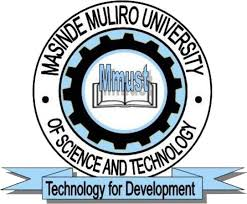 MASINDE MULIRO UNIVERSITY
OF SCIENCE AND TECHNOLOGY
Mmust
Technology for Development